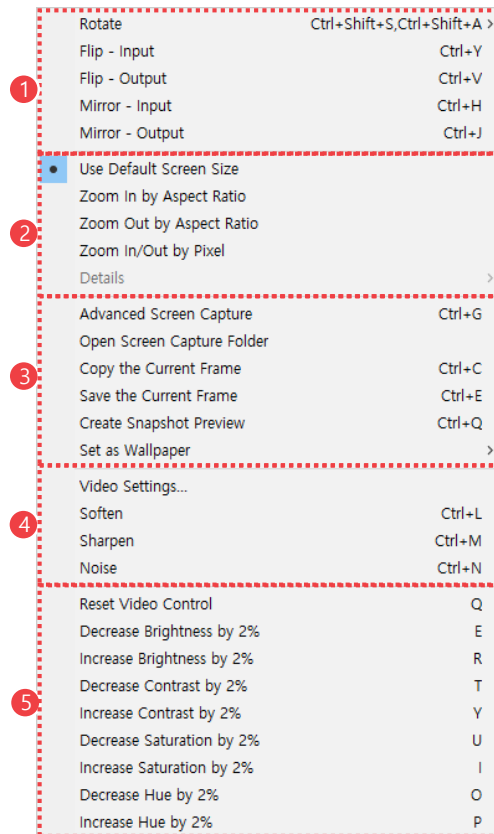 Rotate Ctrl+Shift+S,Ctrl+Shift+A >
Flip - Input Ctrl+Y
Flip - Output Ctrl+V
1
Mirror - Input Ctrl+H
Mirror - Output Ctrl+J
Use Default Screen Size
Zoom In by Aspect Ratio
2
Zoom Out by Aspect Ratio
Zoom In/Out by Pixel
Details >
Advanced Screen Capture Ctrl+G
Open Screen Capture Folder
3
Copy the Current Frame Ctrl+C
Save the Current Frame Ctrl+E
Create Snapshot Preview Ctrl+Q
Set as Wallpaper >
Video Settings...
4
Soften Ctrl+L
Sharpen Ctrl+M
Noise Ctrl+N
Reset Video Control Q
Decrease Brightness by 2% E
Increase Brightness by 2% R
Decrease Contrast by 2% T
5
Increase Contrast by 2% Y
Decrease Saturation by 2% U
Increase Saturation by 2% I
Decrease Hue by 2% O
Increase Hue by 2% P